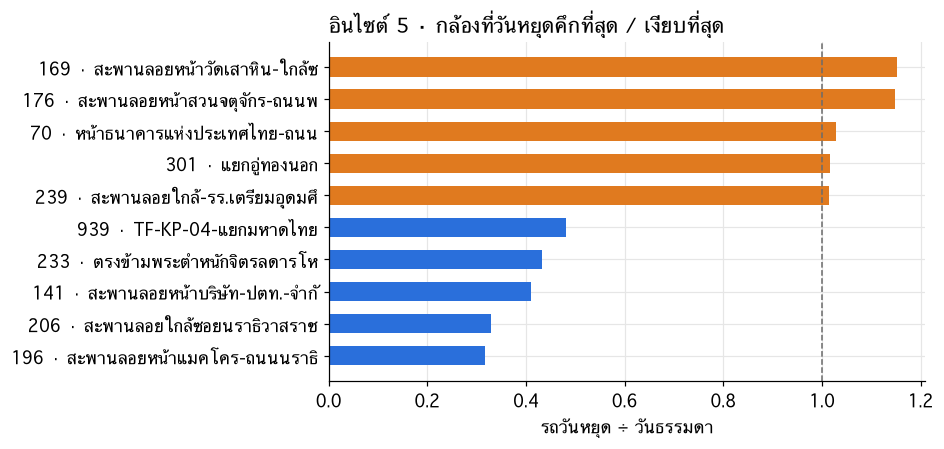 อินไซต์ 5 · กล้องที่วันหยุดคึกที่สุด / เงียบที่สุด
169 · สะพานลอยหน้าวัดเสาหิน-ใกล้ซ
176 · สะพานลอยหน้าสวนจตุจักร-ถนนพ
70 · หน้าธนาคารแห่งประเทศไทย-ถนน
301 · แยกอู่ทองนอก
239 · สะพานลอยใกล้-รร.เตรียมอุดมศึ
939 · TF-KP-04-แยกมหาดไทย
233 · ตรงข้ามพระตำหนักจิตรลดารโห
141 · สะพานลอยหน้าบริษัท-ปตท.-จำกั
206 · สะพานลอยใกล้ซอยนราธิวาสราช
196 · สะพานลอยหน้าแมคโคร-ถนนนราธิ
0.0 0.2 0.4 0.6 0.8 1.0 1.2
รถวันหยุด ÷ วันธรรมดา